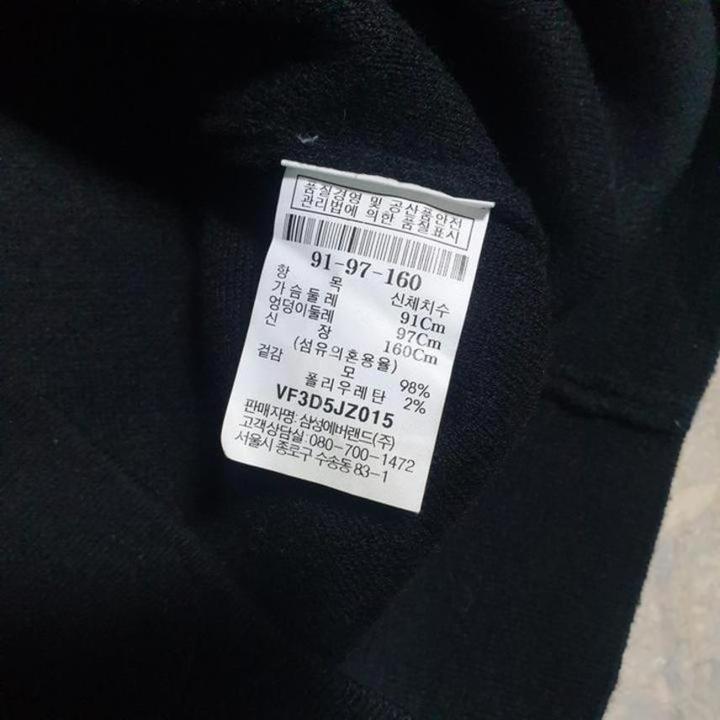 품질경영 및 공산품안전
관리법에 의한 품질표시
91-97-160
항 목 신체치수
가슴둘레 91Cm
엉덩이둘레 97Cm
신 장 160Cm
(섬유의혼용율)
겉감 모 98%
폴리우레탄 2%
VF3D5JZ015
판매자명: 삼성에버랜드(주)
고객상담실: 080-700-1472
서울시 종로구 수송동 83-1